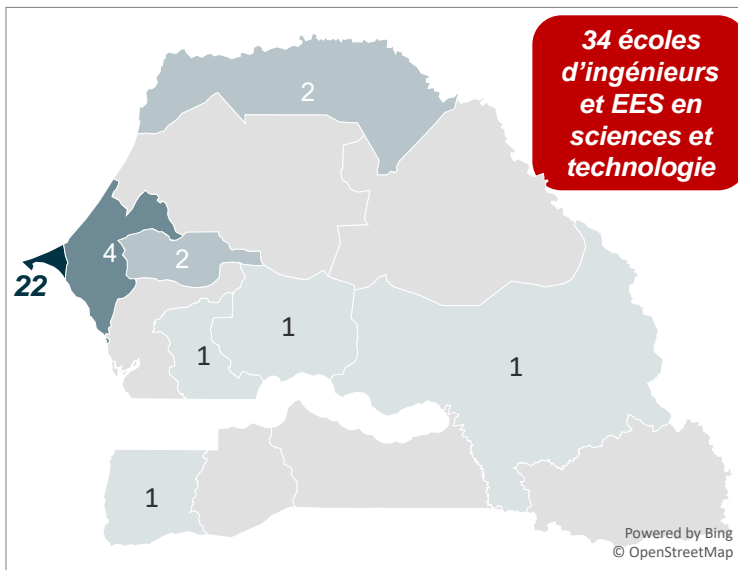 34 écoles
d'ingénieurs
et EES en
sciences et
technologie
2
4
2
22
1
1
1
1
Powered by Bing
© OpenStreetMap